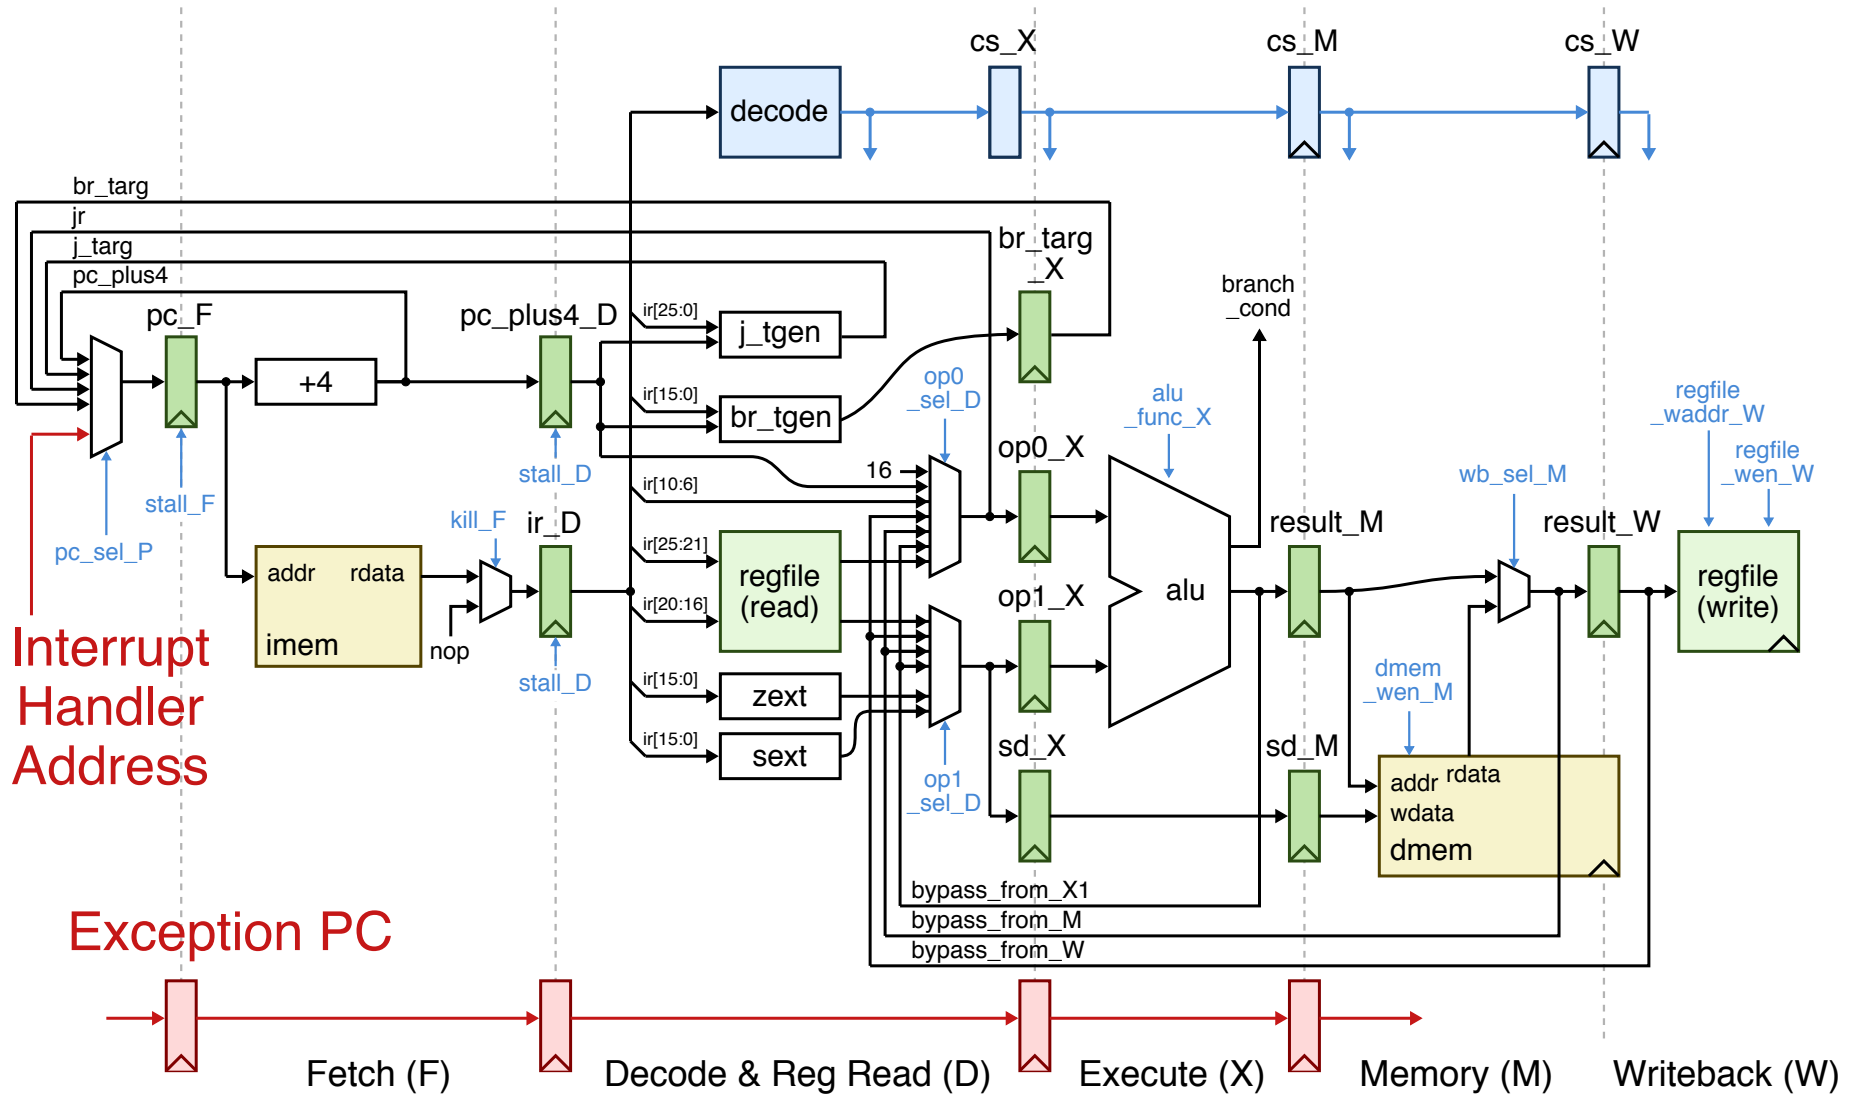 cs_X
cs_M
cs_W
decode
br_targ
jr
j_targ
pc_plus4
pc_F
pc_plus4_D
ir[25:0]
j_tgen
br_targ
_X
branch
_cond
+4
ir[15:0]
br_tgen
op0
_sel_D
alu
_func_X
regfile
_waddr_W
regfile
_wen_W
stall_F
stall_D
16
op0_X
wb_sel_M
pc_sel_P
kill_F
ir_D
ir[10:6]
result_M
result_W
addr
rdata
imem
nop
ir[25:21]
ir[20:16]
regfile
(read)
op1_X
alu
regfile
(write)
Interrupt
Handler
Address
stall_D
ir[15:0]
zext
ir[15:0]
sext
op1
_sel_D
sd_X
sd_M
dmem
_wen_M
addr
rdata
wdata
dmem
bypass_from_X1
bypass_from_M
bypass_from_W
Exception PC
Fetch (F)
Decode & Reg Read (D)
Execute (X)
Memory (M)
Writeback (W)